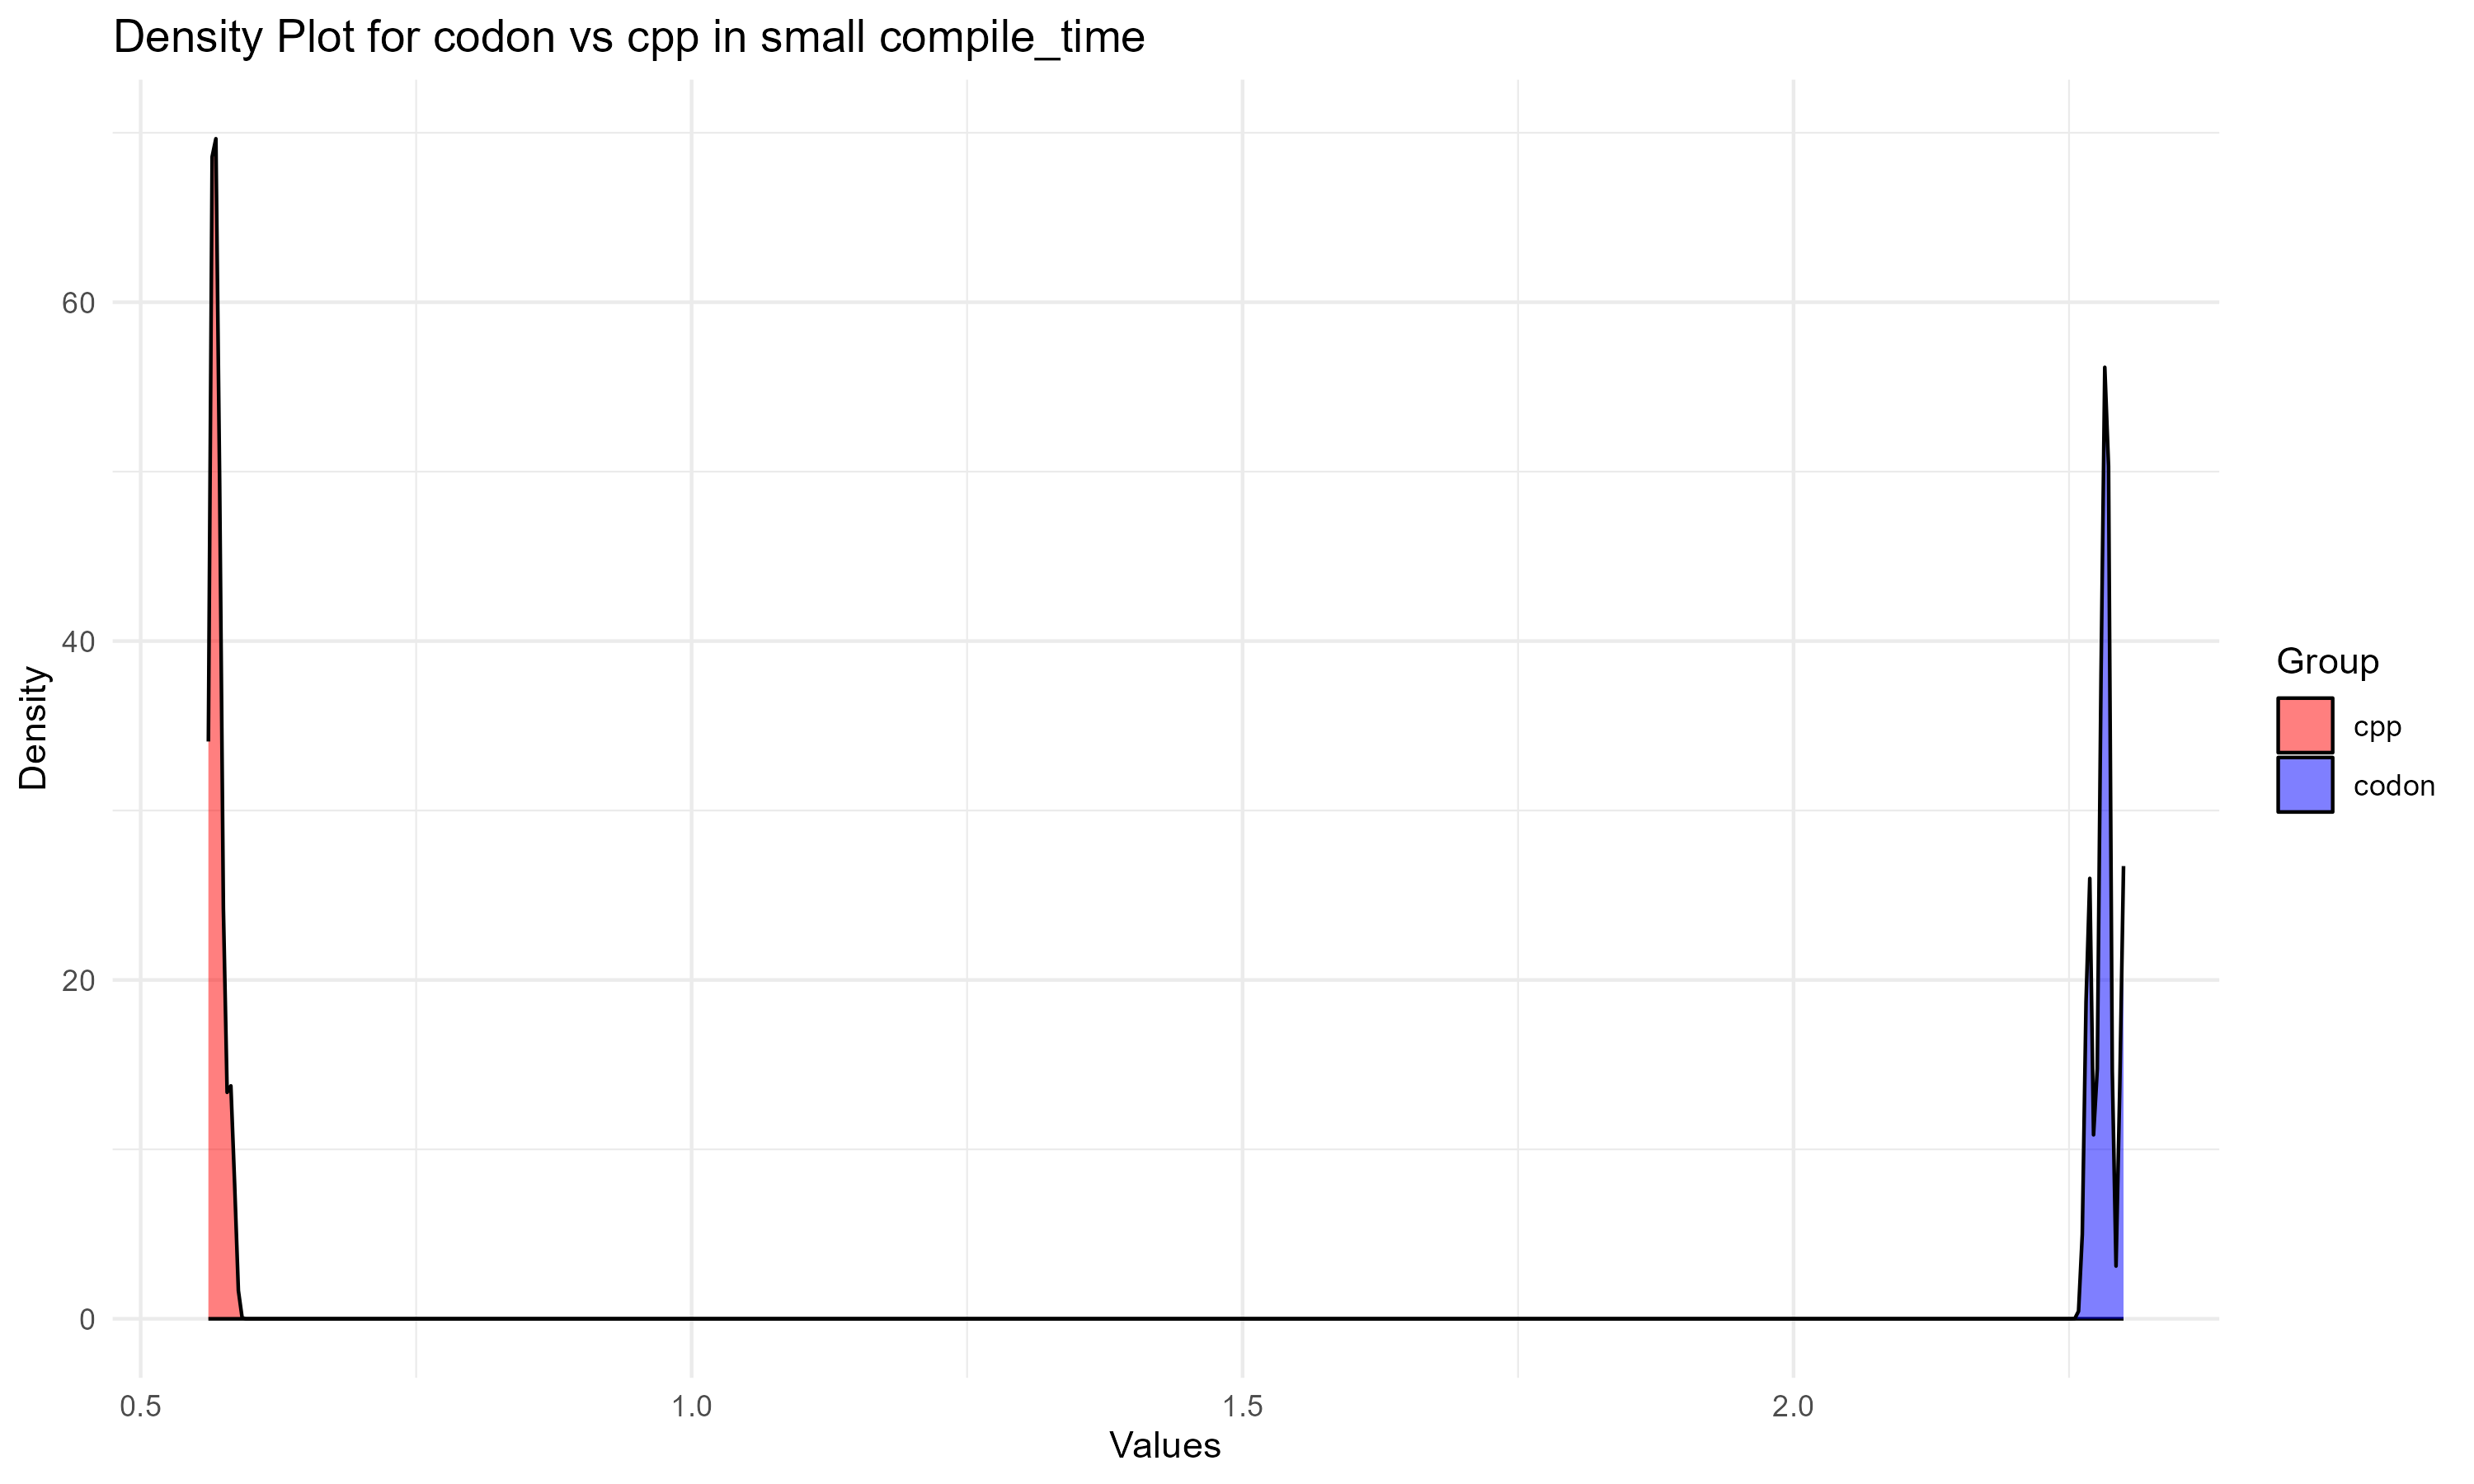 Density Plot for codon vs cpp in small compile_time
Density
60
40
20
0
0.5 1.0 1.5 2.0
Values
Group
cpp
codon